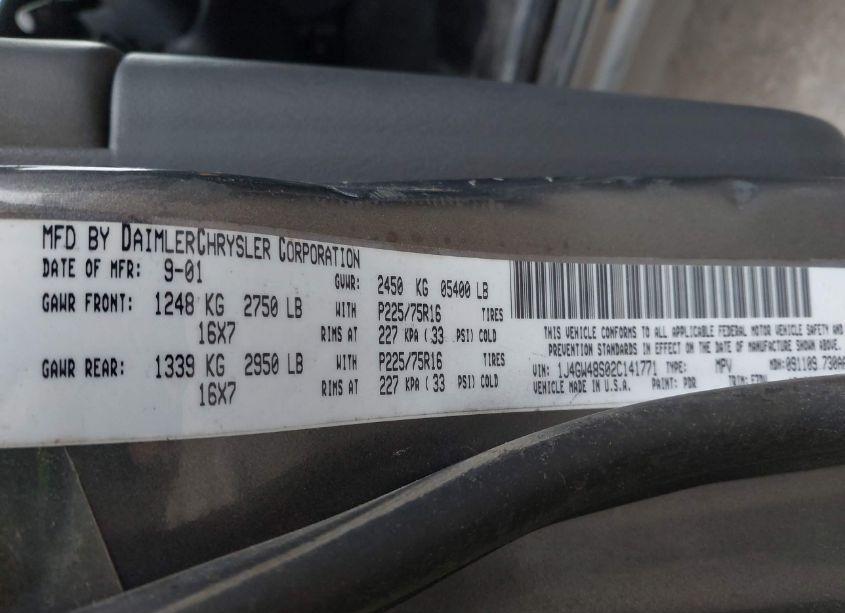 MFD BY DAIMLERCHRYSLER CORPORATION
DATE OF MFR: 9-01 GVWR: 2450 KG 05400 LB
GAWR FRONT: 1248 KG 2750 LB WITH P225/75R16 TIRES
16X7 RIMS AT 227 KPA ( 33 PSI) COLD
GAWR REAR: 1339 KG 2950 LB WITH P225/75R16 TIRES
16X7 RIMS AT 227 KPA ( 33 PSI) COLD
THIS VEHICLE CONFORMS TO ALL APPLICABLE FEDERAL MOTOR VEHICLE SAFETY AND
PREVENTION STANDARDS IN EFFECT ON THE DATE OF MANUFACTURE SHOWN ABOVE.
VIN: 1J4GW48S02C141771 TYPE: MPV MDH: 091109
VEHICLE MADE IN U.S.A. PAINT: PDR TRIM: